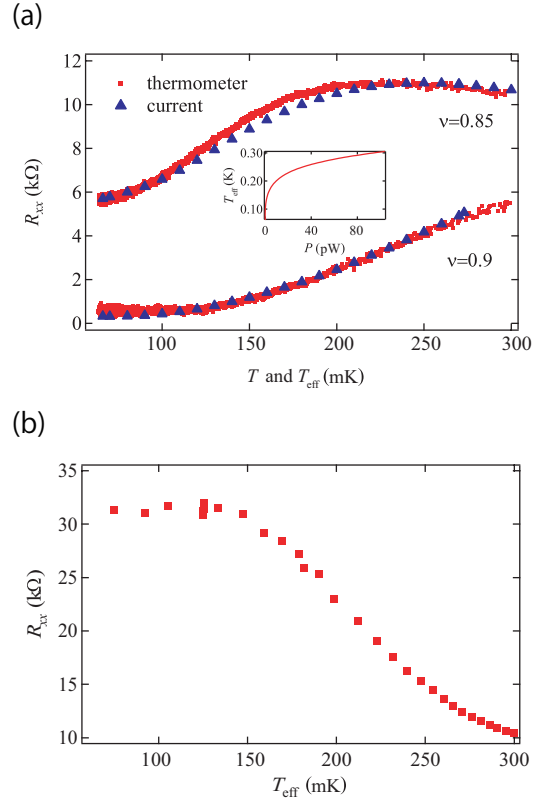 (a)
12
10
8
6
4
2
0
R_xx (kΩ)
thermometer
current
ν=0.85
ν=0.9
0.30
0.20
0.10
T_eff (K)
0 40 80
P (pW)
100 150 200 250 300
T and T_eff (mK)
(b)
35
30
25
20
15
10
R_xx (kΩ)
100 150 200 250 300
T_eff (mK)